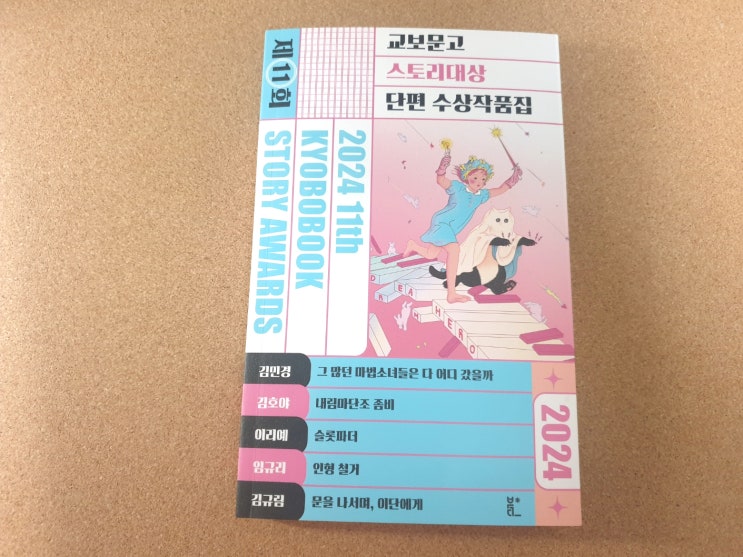 제11회
교보문고
스토리대상
단편 수상작품집
2024 11th
KYOBOBOOK
STORY AWARDS
DREAM HERO
김민경 그 많던 마법소녀들은 다 어디 갔을까
김호야 내림마단조 좀비
이리예 슬롯파더
임규리 인형 철거
김규림 문을 나서며, 이단에게
2024